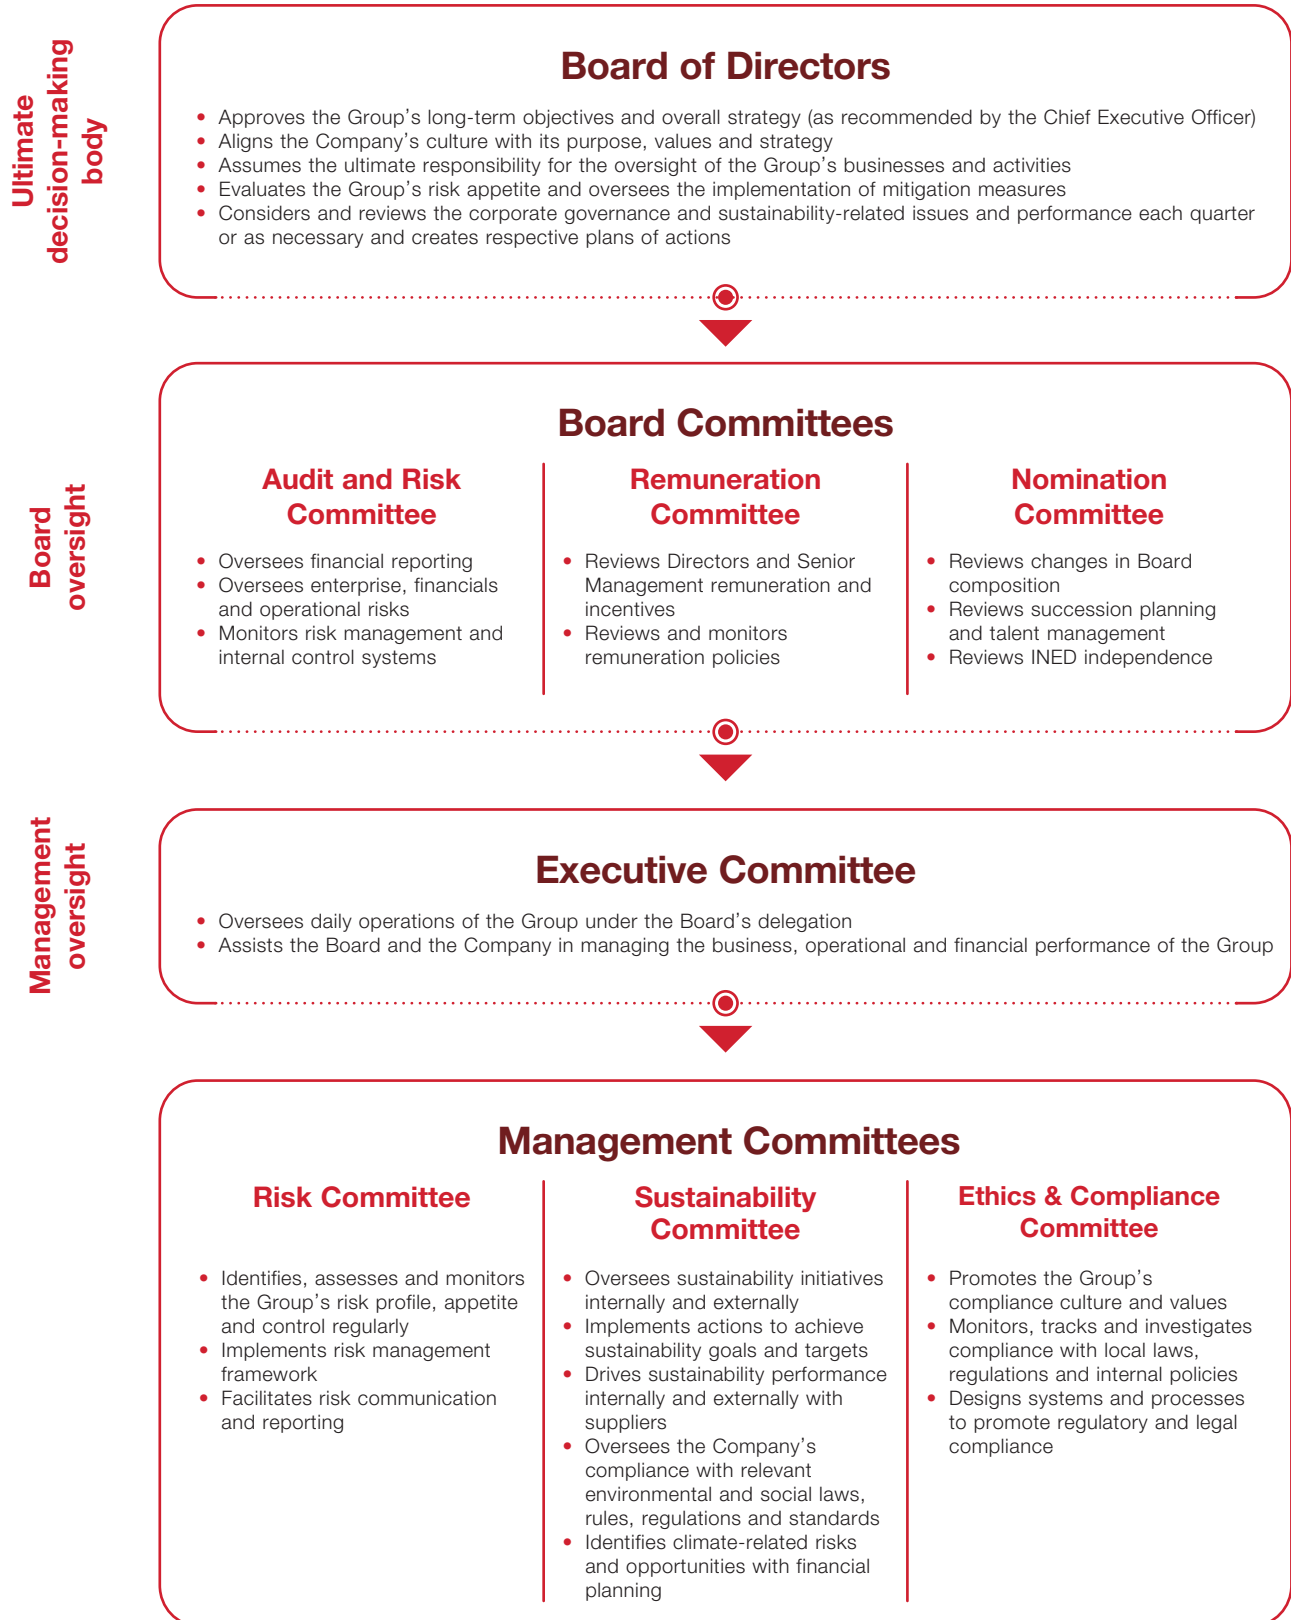 Ultimate
decision-making
body
Board of Directors
• Approves the Group's long-term objectives and overall strategy (as recommended by the Chief Executive Officer)
• Aligns the Company's culture with its purpose, values and strategy
• Assumes the ultimate responsibility for the oversight of the Group's businesses and activities
• Evaluates the Group's risk appetite and oversees the implementation of mitigation measures
• Considers and reviews the corporate governance and sustainability-related issues and performance each quarter
or as necessary and creates respective plans of actions
Board
oversight
Board Committees
Audit and Risk
Committee
• Oversees financial reporting
• Oversees enterprise, financials
and operational risks
• Monitors risk management and
internal control systems
Remuneration
Committee
• Reviews Directors and Senior
Management remuneration and
incentives
• Reviews and monitors
remuneration policies
Nomination
Committee
• Reviews changes in Board
composition
• Reviews succession planning
and talent management
• Reviews INED independence
Management
oversight
Executive Committee
• Oversees daily operations of the Group under the Board's delegation
• Assists the Board and the Company in managing the business, operational and financial performance of the Group
Management Committees
Risk Committee
• Identifies, assesses and monitors
the Group's risk profile, appetite
and control regularly
• Implements risk management
framework
• Facilitates risk communication
and reporting
Sustainability
Committee
• Oversees sustainability initiatives
internally and externally
• Implements actions to achieve
sustainability goals and targets
• Drives sustainability performance
internally and externally with
suppliers
• Oversees the Company's
compliance with relevant
environmental and social laws,
rules, regulations and standards
• Identifies climate-related risks
and opportunities with financial
planning
Ethics & Compliance
Committee
• Promotes the Group's
compliance culture and values
• Monitors, tracks and investigates
compliance with local laws,
regulations and internal policies
• Designs systems and processes
to promote regulatory and legal
compliance